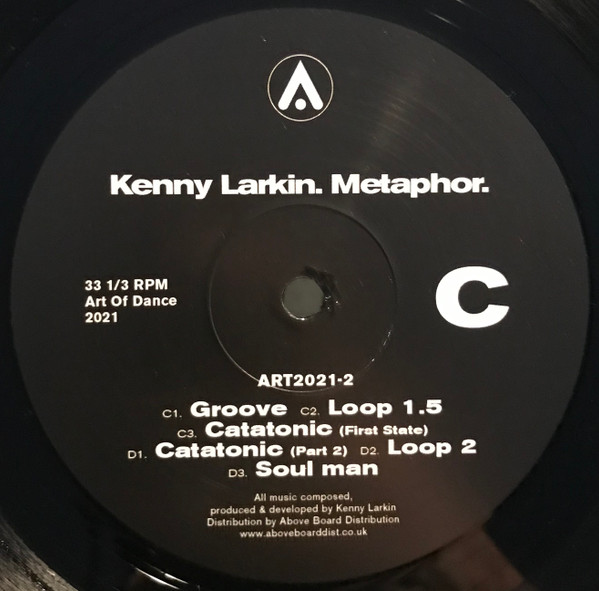 Kenny Larkin. Metaphor.
33 1/3 RPM
Art Of Dance
2021
C
ART2021-2
C1. Groove C2. Loop 1.5
C3. Catatonic (First State)
D1. Catatonic (Part 2) D2. Loop 2
D3. Soul man
All music composed,
produced & developed by Kenny Larkin
Distribution by Above Board Distribution
www.aboveboarddist.co.uk